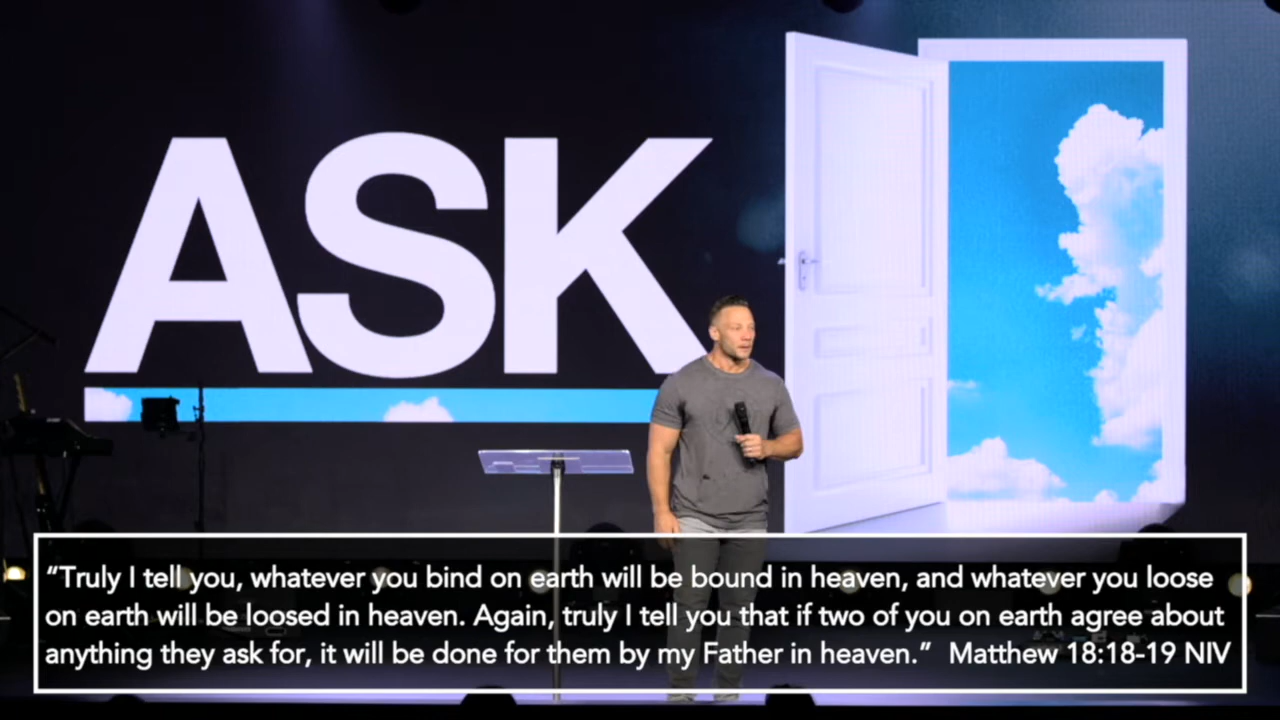 ASK
“Truly I tell you, whatever you bind on earth will be bound in heaven, and whatever you loose
on earth will be loosed in heaven. Again, truly I tell you that if two of you on earth agree about
anything they ask for, it will be done for them by my Father in heaven.” Matthew 18:18-19 NIV